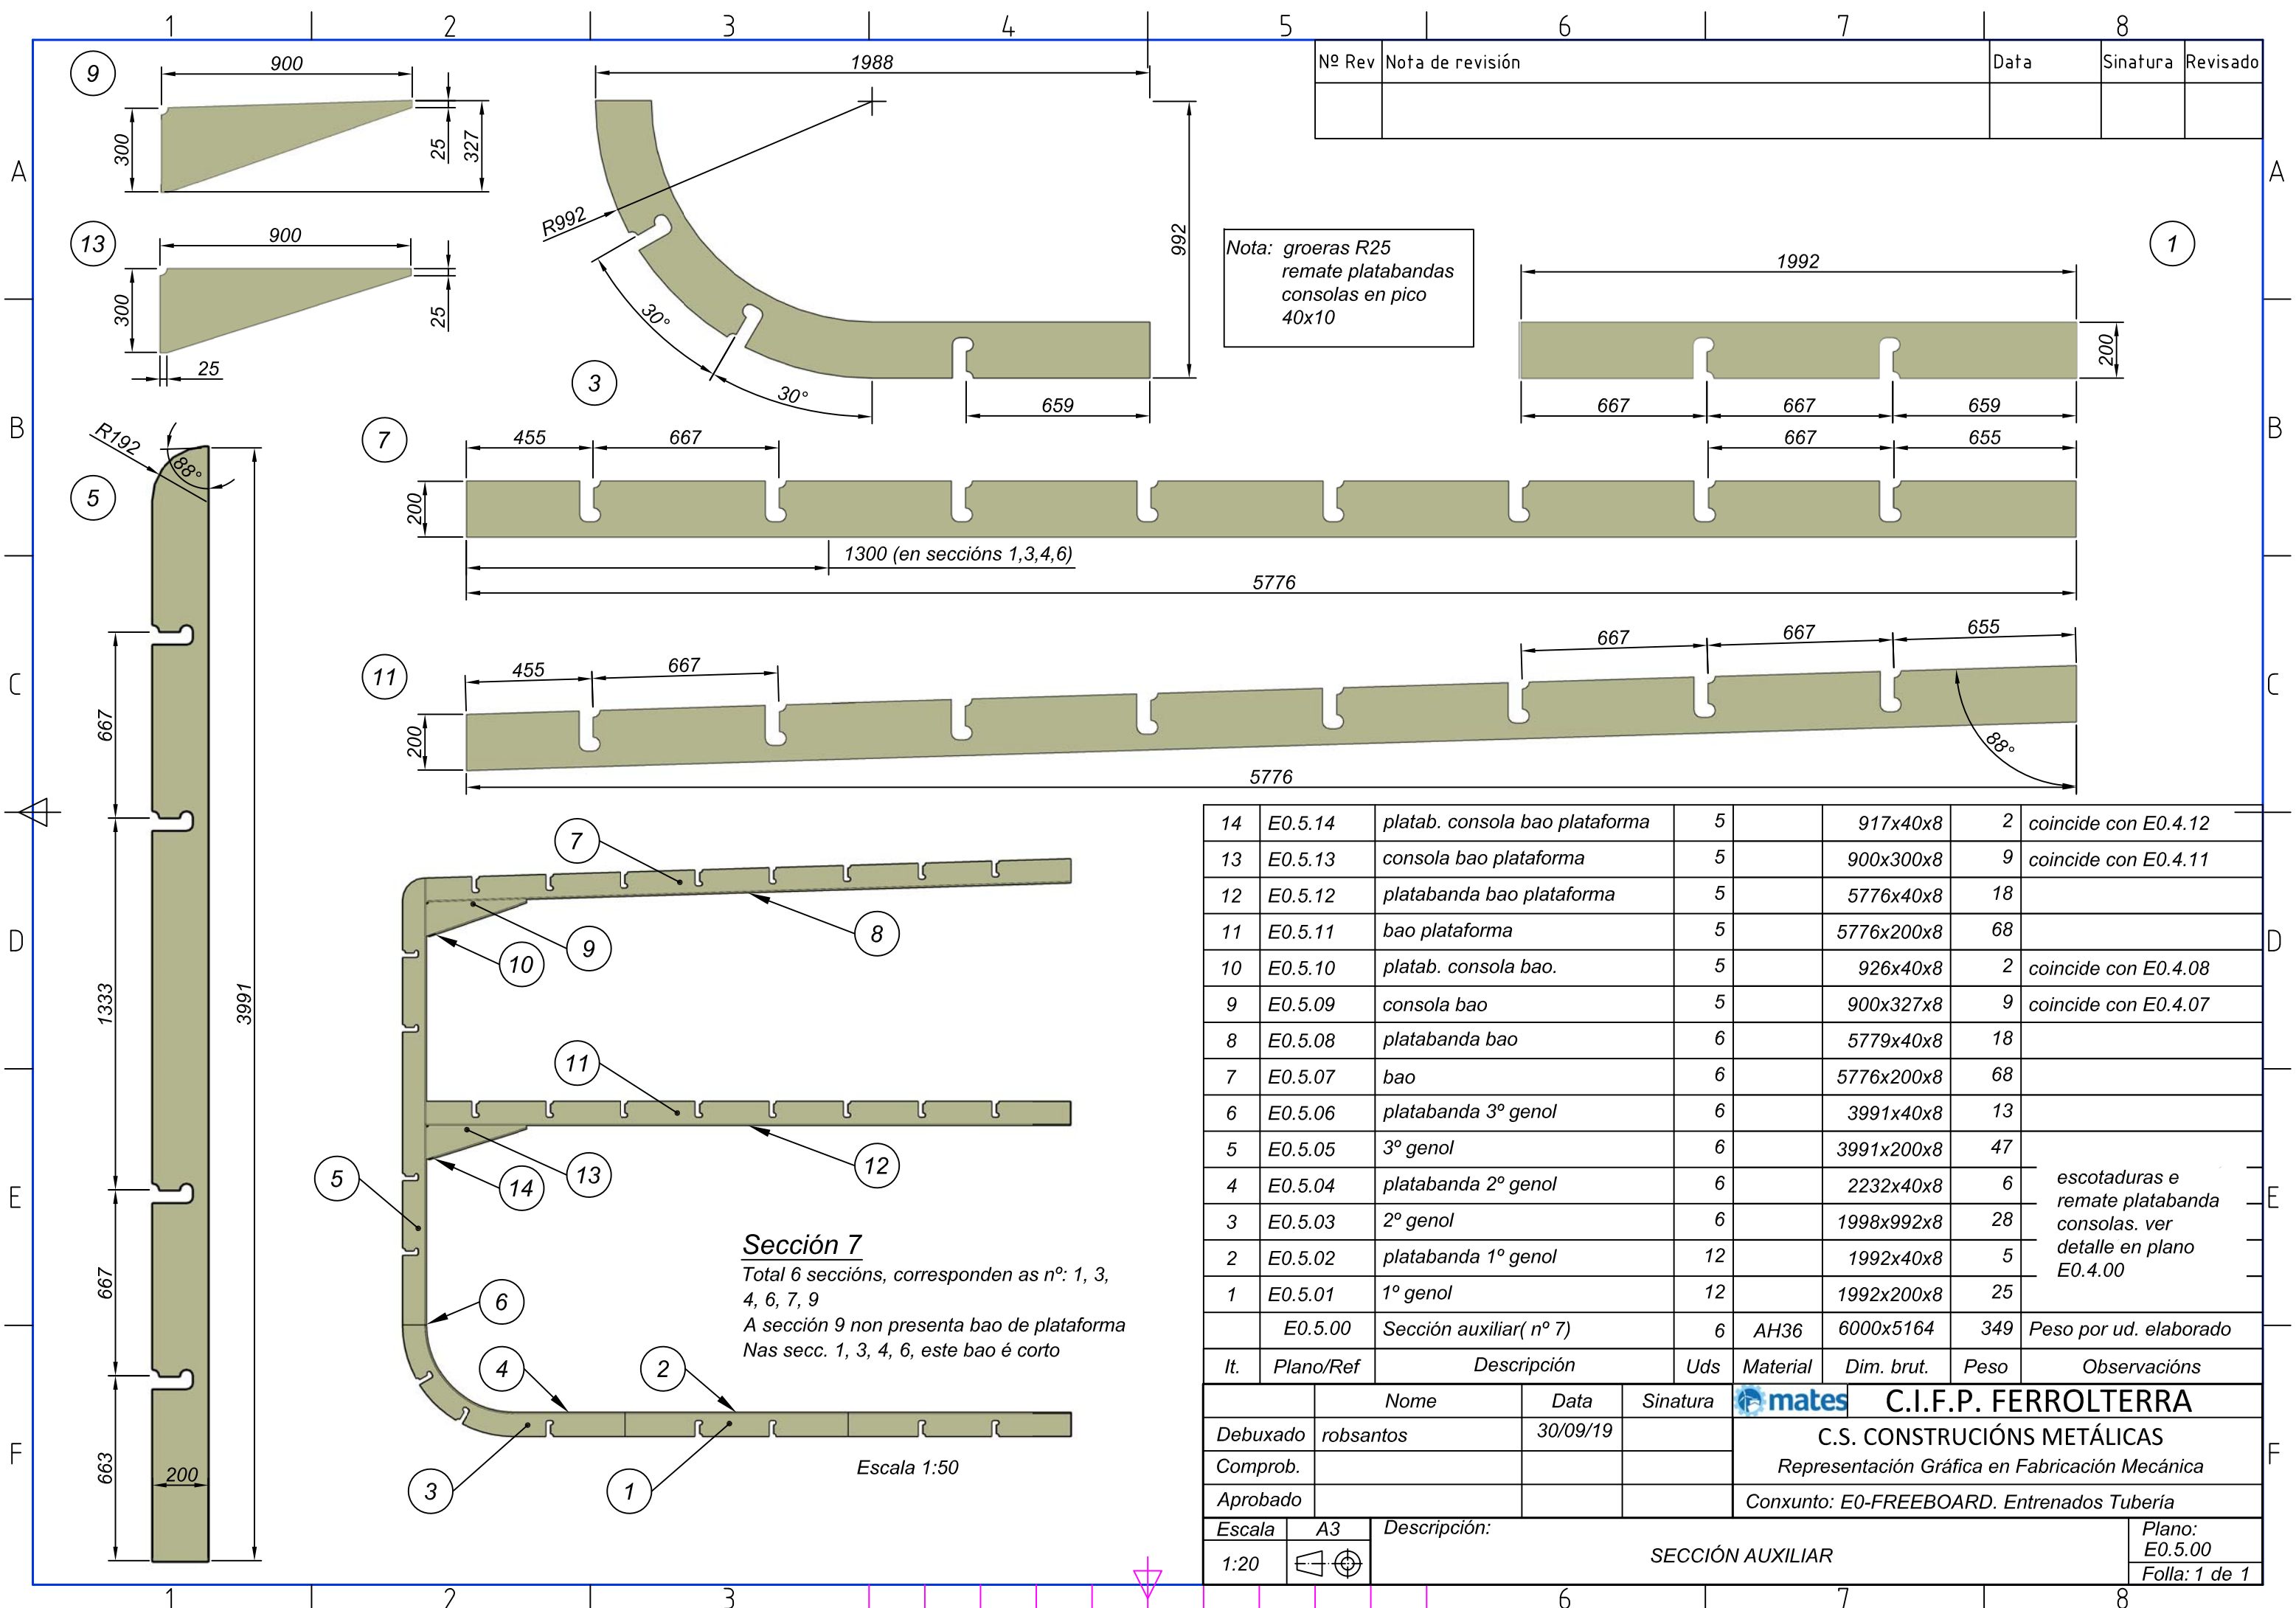 1 2 3 4 5 6 7 8
A
B
C
D
E
F
A
B
C
D
E
F
1 2 3 6 7 8
Nº Rev Nota de revisión Data Sinatura Revisado
9
900
300
25
327
13
900
300
25
25
1988
R992
992
30°
30°
659
3
Nota: groeras R25
remate platabandas
consolas en pico
40x10
1
1992
200
667 667 659
7
455 667 667 655
200
1300 (en seccións 1,3,4,6)
5776
11
455 667 667 667 655
200
88°
5776
5
R192
88°
667
1333
3991
667
663
200
7
8
9
10
11
12
13
14
5
6
4
2
3
1
Sección 7
Total 6 seccións, corresponden as nº: 1, 3,
4, 6, 7, 9
A sección 9 non presenta bao de plataforma
Nas secc. 1, 3, 4, 6, este bao é corto
Escala 1:50
14 E0.5.14 platab. consola bao plataforma 5 917x40x8 2 coincide con E0.4.12
13 E0.5.13 consola bao plataforma 5 900x300x8 9 coincide con E0.4.11
12 E0.5.12 platabanda bao plataforma 5 5776x40x8 18
11 E0.5.11 bao plataforma 5 5776x200x8 68
10 E0.5.10 platab. consola bao. 5 926x40x8 2 coincide con E0.4.08
9 E0.5.09 consola bao 5 900x327x8 9 coincide con E0.4.07
8 E0.5.08 platabanda bao 6 5779x40x8 18
7 E0.5.07 bao 6 5776x200x8 68
6 E0.5.06 platabanda 3º genol 6 3991x40x8 13
5 E0.5.05 3º genol 6 3991x200x8 47
4 E0.5.04 platabanda 2º genol 6 2232x40x8 6
3 E0.5.03 2º genol 6 1998x992x8 28
2 E0.5.02 platabanda 1º genol 12 1992x40x8 5
1 E0.5.01 1º genol 12 1992x200x8 25
escotaduras e
remate platabanda
consolas. ver
detalle en plano
E0.4.00
E0.5.00 Sección auxiliar( nº 7) 6 AH36 6000x5164 349 Peso por ud. elaborado
It. Plano/Ref Descripción Uds Material Dim. brut. Peso Observacións
Nome Data Sinatura
Debuxado robsantos 30/09/19
Comprob.
Aprobado
mates C.I.F.P. FERROLTERRA
C.S. CONSTRUCIÓNS METÁLICAS
Representación Gráfica en Fabricación Mecánica
Conxunto: E0-FREEBOARD. Entrenados Tubería
Escala A3
1:20
Descripción:
SECCIÓN AUXILIAR
Plano:
E0.5.00
Folla: 1 de 1